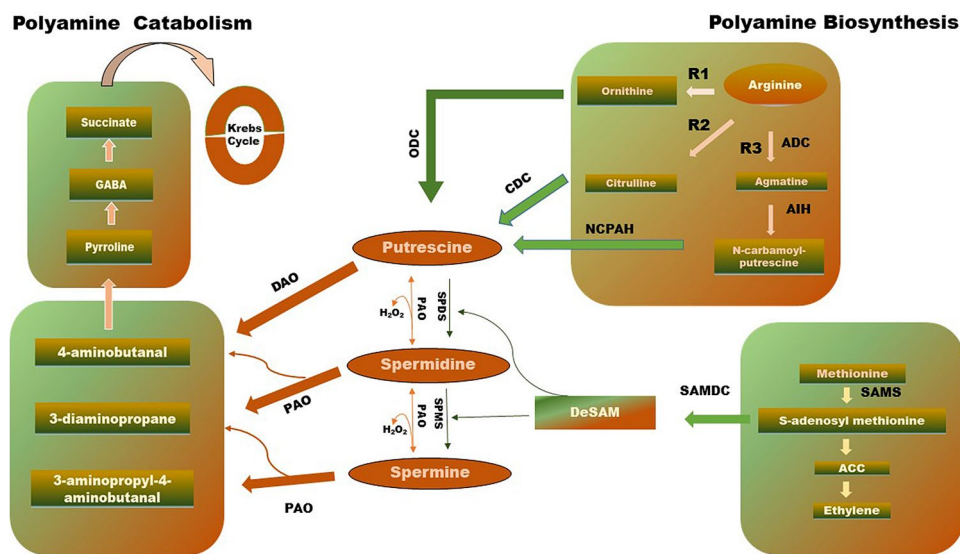 Polyamine Catabolism
Polyamine Biosynthesis
Succinate
GABA
Pyrroline
Krebs
Cycle
ODC
R1
Arginine
Ornithine
R2
R3
ADC
CDC
Citrulline
Agmatine
AIH
NCPAH
N-carbamoyl-
putrescine
Putrescine
DAO
H₂O₂
PAO
SPDS
4-aminobutanal
Spermidine
PAO
3-diaminopropane
H₂O₂
PAO
SPMS
DeSAM
SAMDC
Methionine
SAMS
S-adenosyl methionine
ACC
Ethylene
3-aminopropyl-4-
aminobutanal
Spermine
PAO